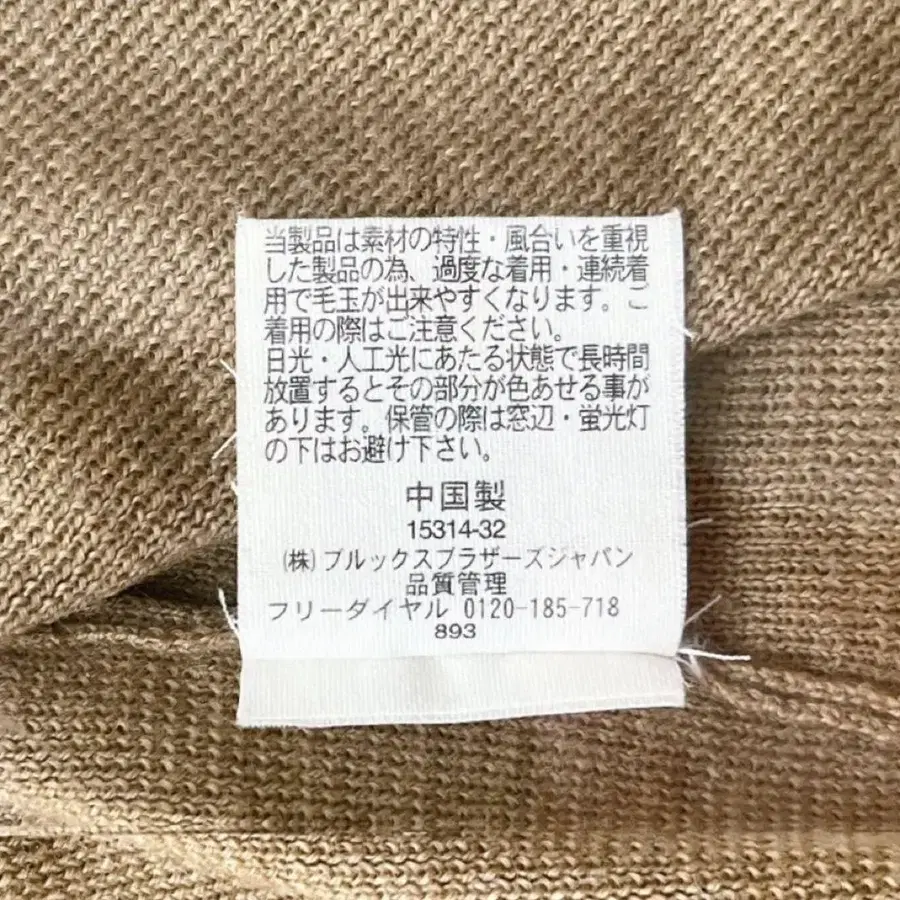 当製品は素材の特性・風合いを重視
した製品の為、過度な着用・連続着
用で毛玉が出来やすくなります。ご
着用の際はご注意ください。
日光・人工光にあたる状態で長時間
放置するとその部分が色あせる事が
あります。保管の際は窓辺・蛍光灯
の下はお避け下さい。
中国製
15314-32
(株)ブルックスブラザーズジャパン
品質管理
フリーダイヤル 0120-185-718
893